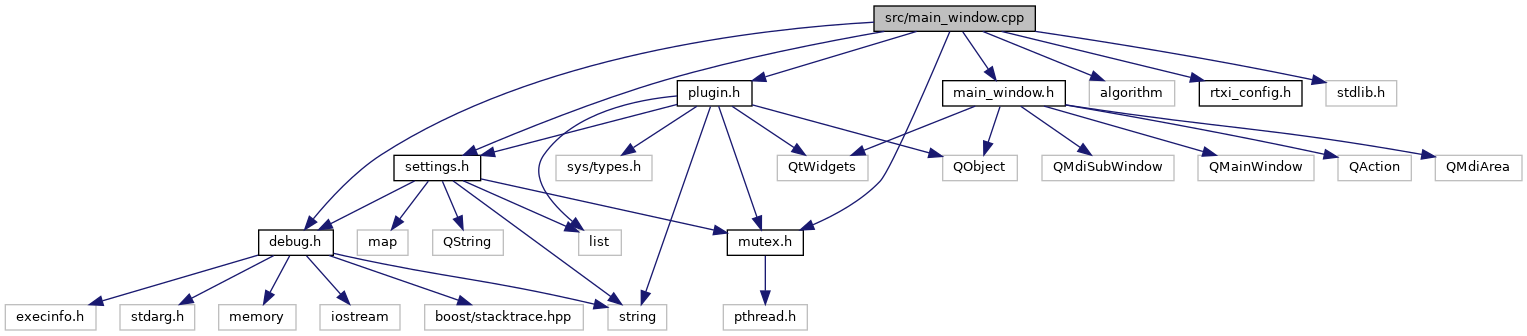 src/main_window.cpp
plugin.h
main_window.h
algorithm
rtxi_config.h
stdlib.h
settings.h
sys/types.h
QtWidgets
QObject
QMdiSubWindow
QMainWindow
QAction
QMdiArea
debug.h
map
QString
list
mutex.h
execinfo.h
stdarg.h
memory
iostream
boost/stacktrace.hpp
string
pthread.h